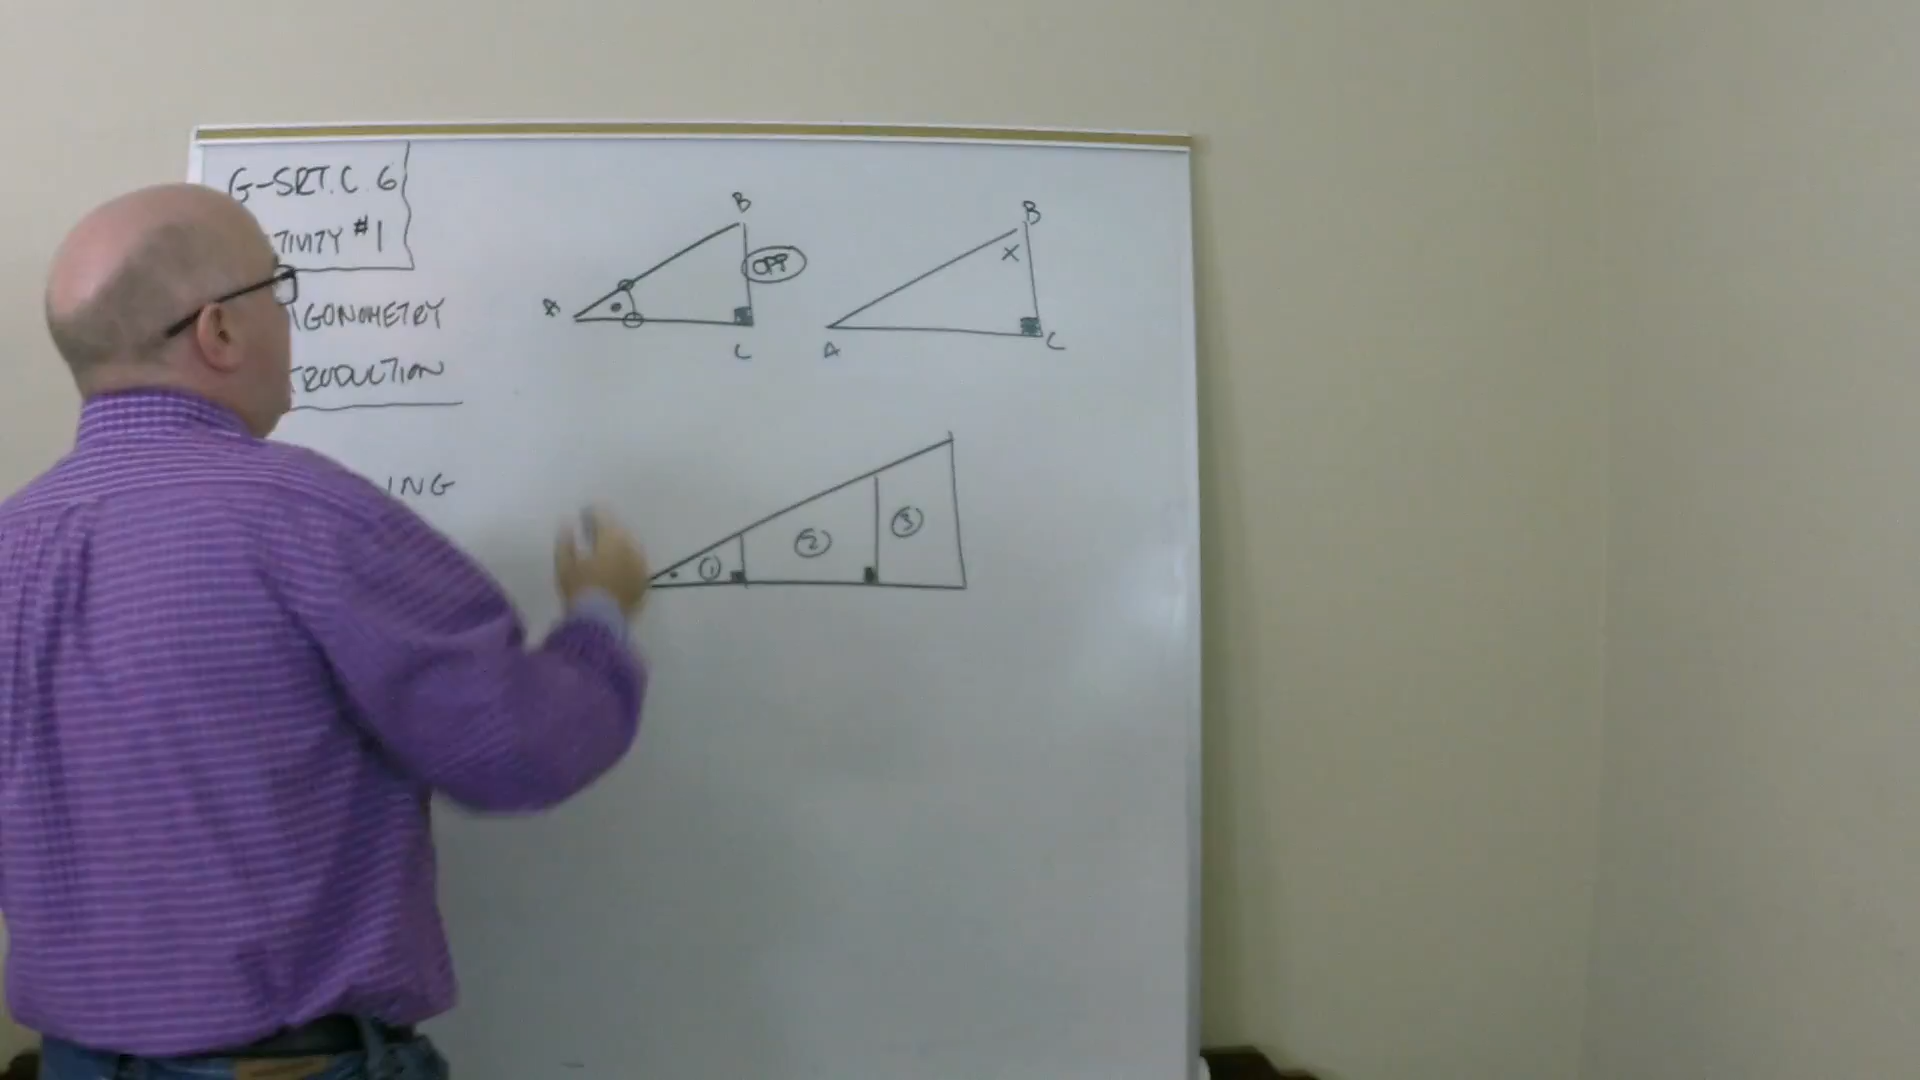 G-SRT.C.6
TIVITY #1
IGONOMETRY
TRODUCTION
ING
B
OPP
A
C
B
X
A
C
①
②
③